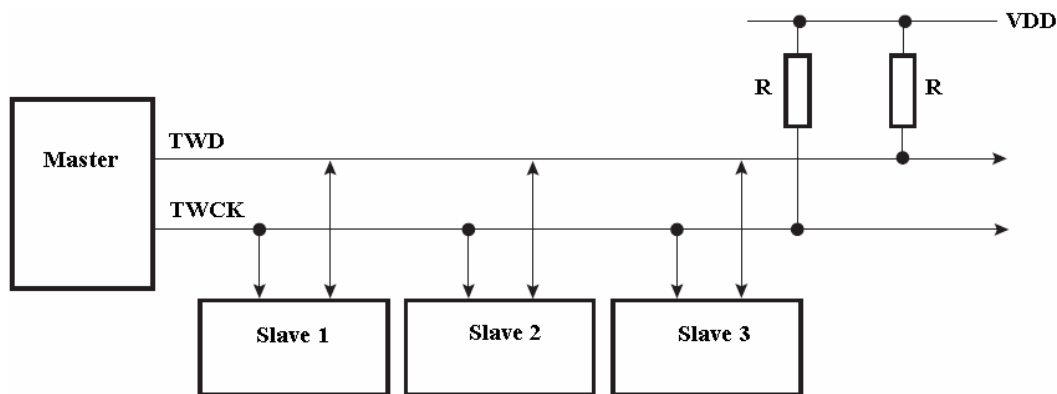 VDD
R
R
TWD
Master
TWCK
Slave 1
Slave 2
Slave 3